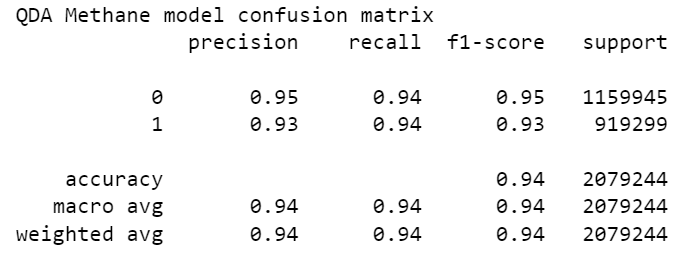 QDA Methane model confusion matrix
precision recall f1-score support
0 0.95 0.94 0.95 1159945
1 0.93 0.94 0.93 919299
accuracy 0.94 2079244
macro avg 0.94 0.94 0.94 2079244
weighted avg 0.94 0.94 0.94 2079244